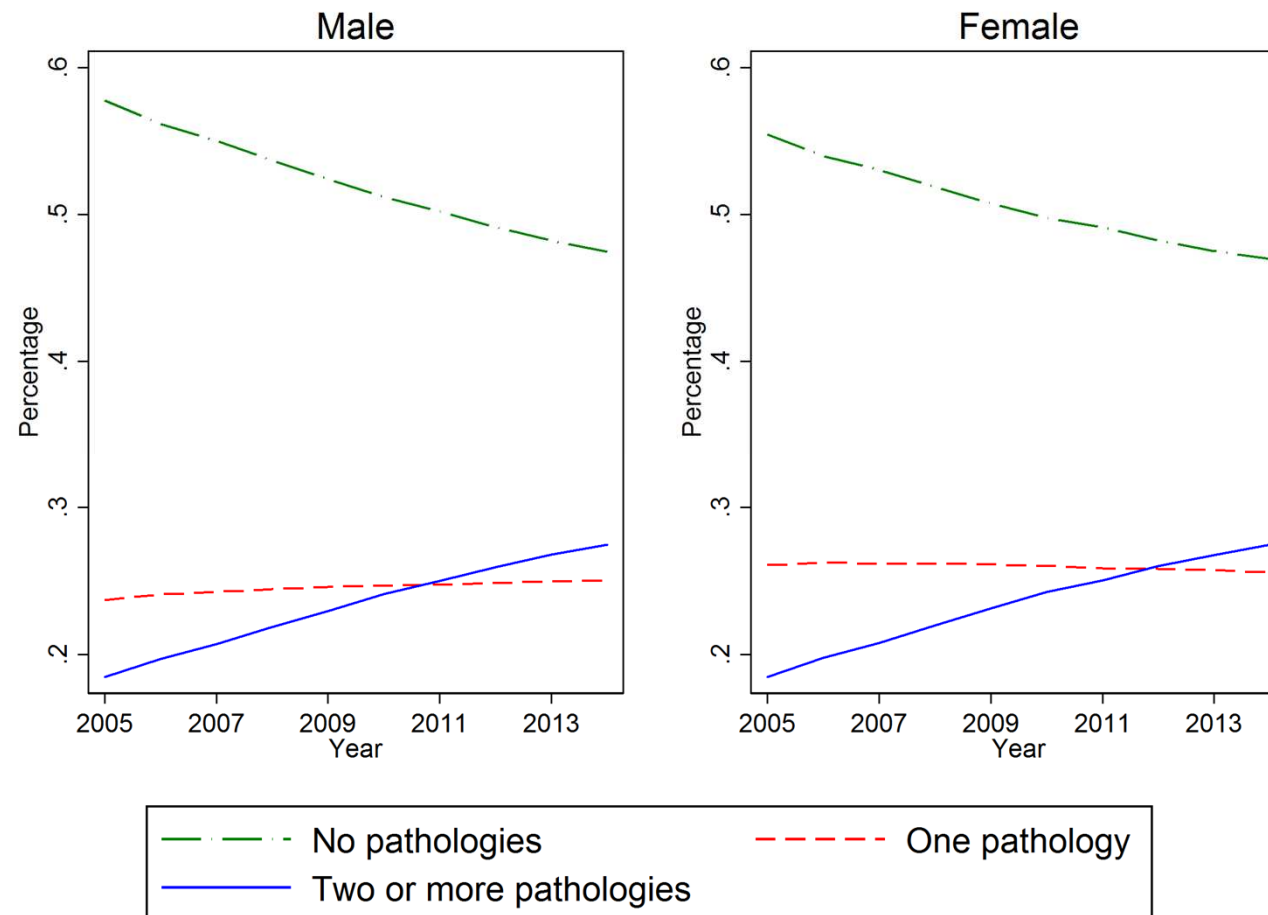 Male
Female
.6
.5
.4
.3
.2
Percentage
2005 2007 2009 2011 2013
Year
.6
.5
.4
.3
.2
Percentage
2005 2007 2009 2011 2013
Year
No pathologies
One pathology
Two or more pathologies